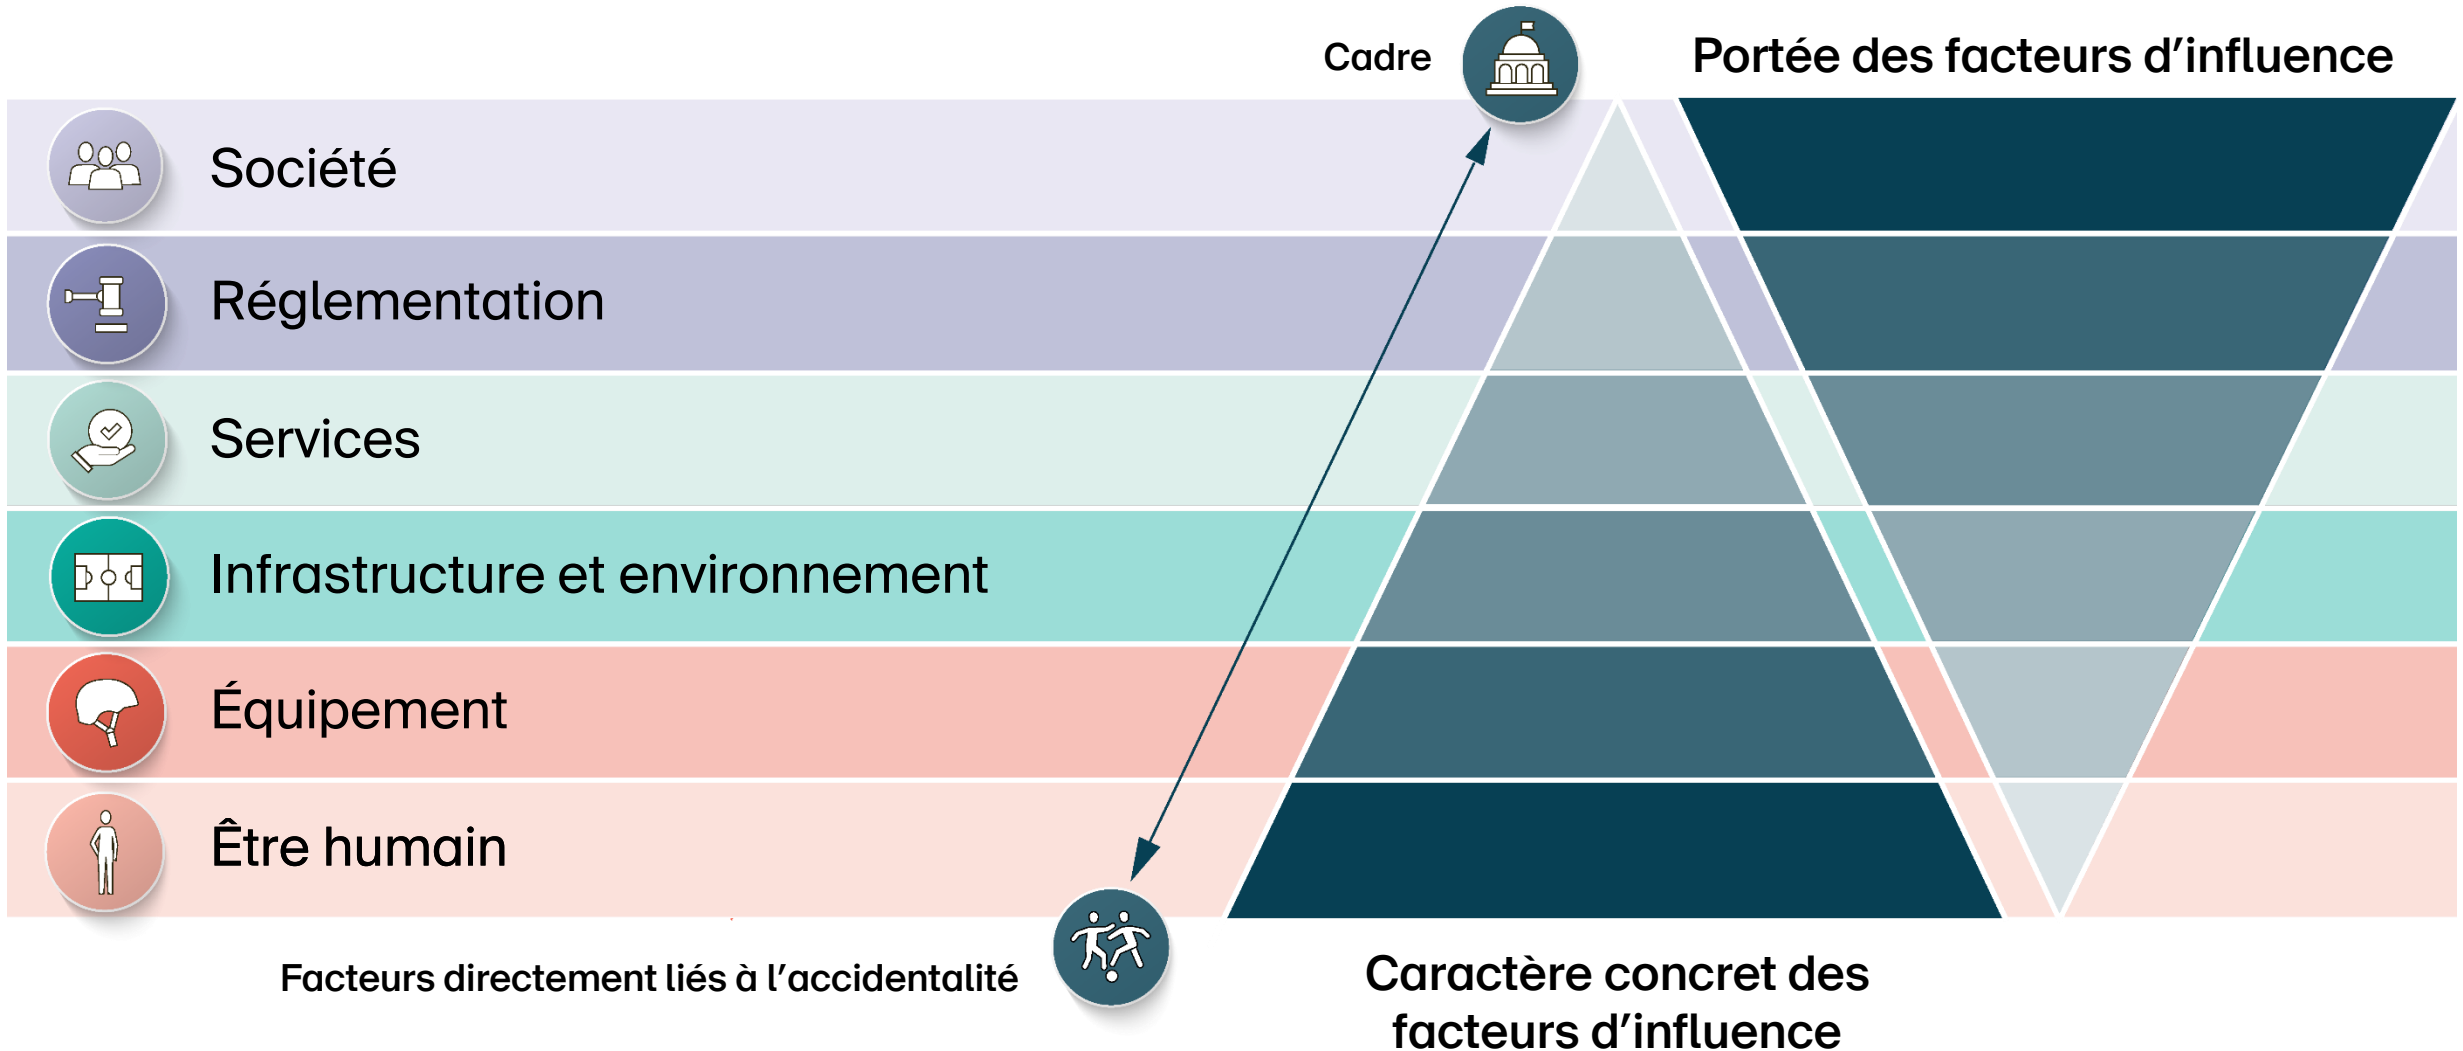 Cadre
Portée des facteurs d’influence
Société
Réglementation
Services
Infrastructure et environnement
Équipement
Être humain
Facteurs directement liés à l’accidentalité
Caractère concret des
facteurs d’influence